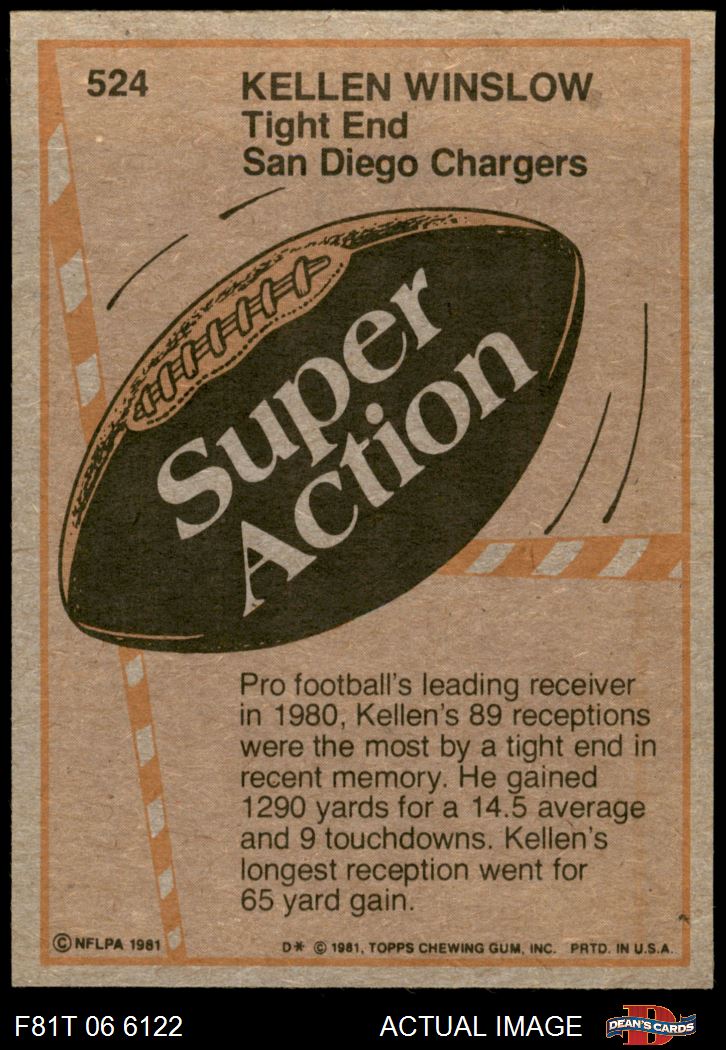 524
KELLEN WINSLOW
Tight End
San Diego Chargers
Super
Action
Pro football's leading receiver
in 1980, Kellen's 89 receptions
were the most by a tight end in
recent memory. He gained
1290 yards for a 14.5 average
and 9 touchdowns. Kellen's
longest reception went for
65 yard gain.
© NFLPA 1981
D* © 1981, TOPPS CHEWING GUM, INC. PRTD. IN U.S.A.
F81T 06 6122
ACTUAL IMAGE
D
DEAN'S CARDS